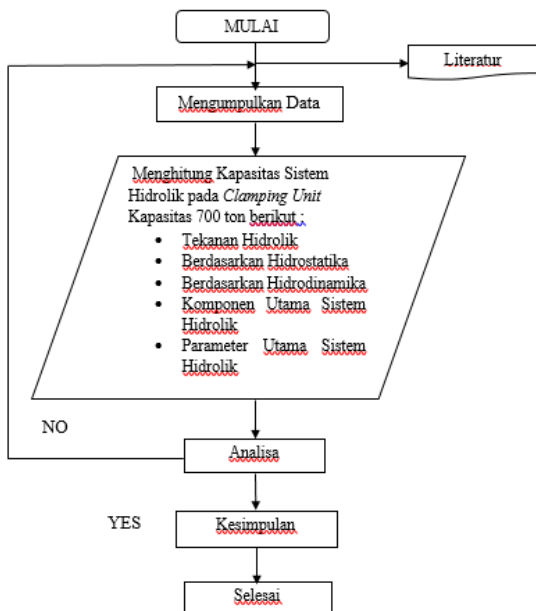 MULAI
Literatur
Mengumpulkan Data
Menghitung Kapasitas Sistem
Hidrolik pada Clamping Unit
Kapasitas 700 ton berikut :
• Tekanan Hidrolik
• Berdasarkan Hidrostatika
• Berdasarkan Hidrodinamika
• Komponen Utama Sistem
Hidrolik
• Parameter Utama Sistem
Hidrolik
NO
Analisa
YES
Kesimpulan
Selesai